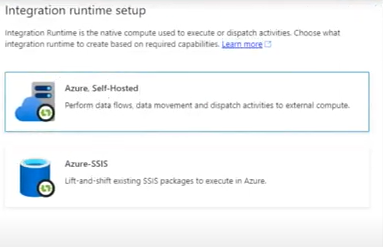 Integration runtime setup
Integration Runtime is the native compute used to execute or dispatch activities. Choose what
integration runtime to create based on required capabilities. Learn more
Azure, Self-Hosted
Perform data flows, data movement and dispatch activities to external compute.
Azure-SSIS
Lift-and-shift existing SSIS packages to execute in Azure.